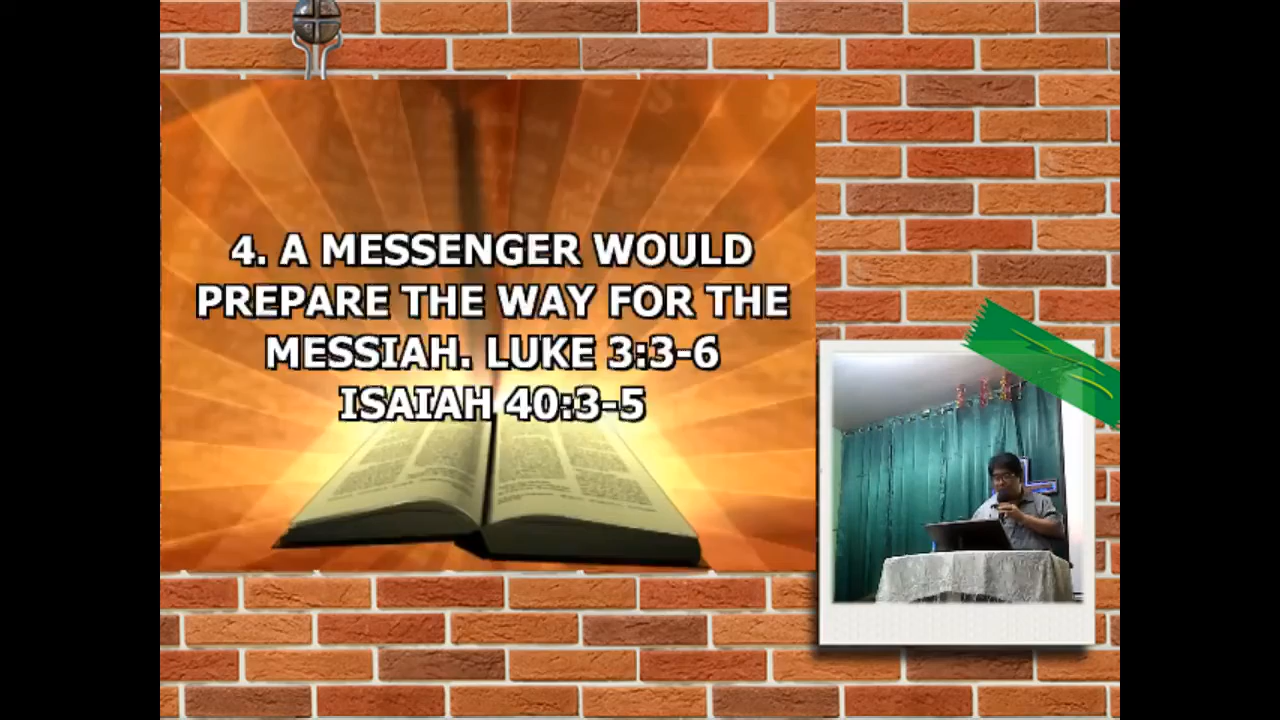 4. A MESSENGER WOULD
PREPARE THE WAY FOR THE
MESSIAH. LUKE 3:3-6
ISAIAH 40:3-5